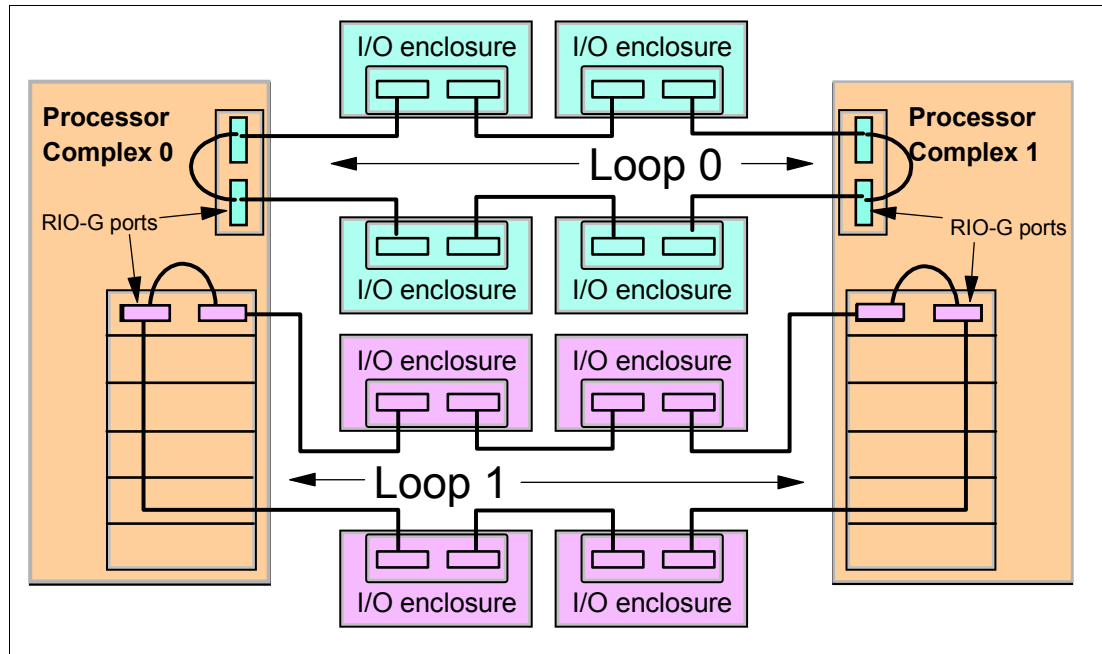 I/O enclosure
I/O enclosure
Processor
Complex 0
Processor
Complex 1
Loop 0
RIO-G ports
RIO-G ports
I/O enclosure
I/O enclosure
I/O enclosure
I/O enclosure
Loop 1
I/O enclosure
I/O enclosure